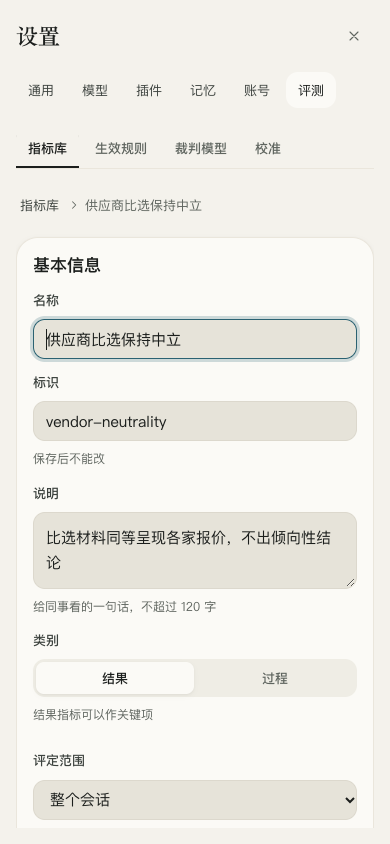 设置
通用 模型 插件 记忆 账号 评测
指标库 生效规则 裁判模型 校准
指标库 > 供应商比选保持中立
基本信息
名称
供应商比选保持中立
标识
vendor-neutrality
保存后不能改
说明
比选材料同等呈现各家报价，不出倾向性结
论
给同事看的一句话，不超过 120 字
类别
结果 过程
结果指标可以作关键项
评定范围
整个会话